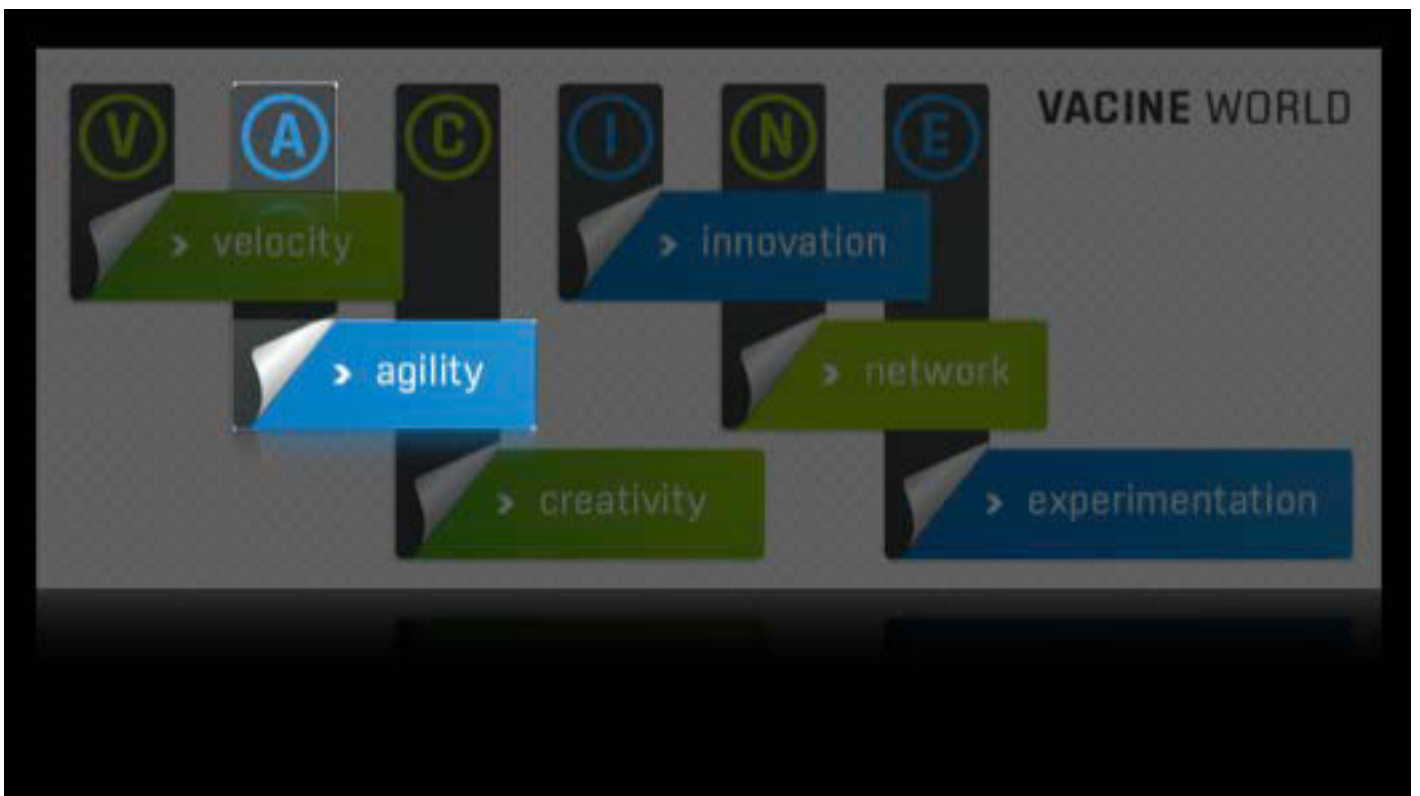 V A C I N E
VACINE WORLD
› velocity
› innovation
› agility
› network
› creativity
› experimentation